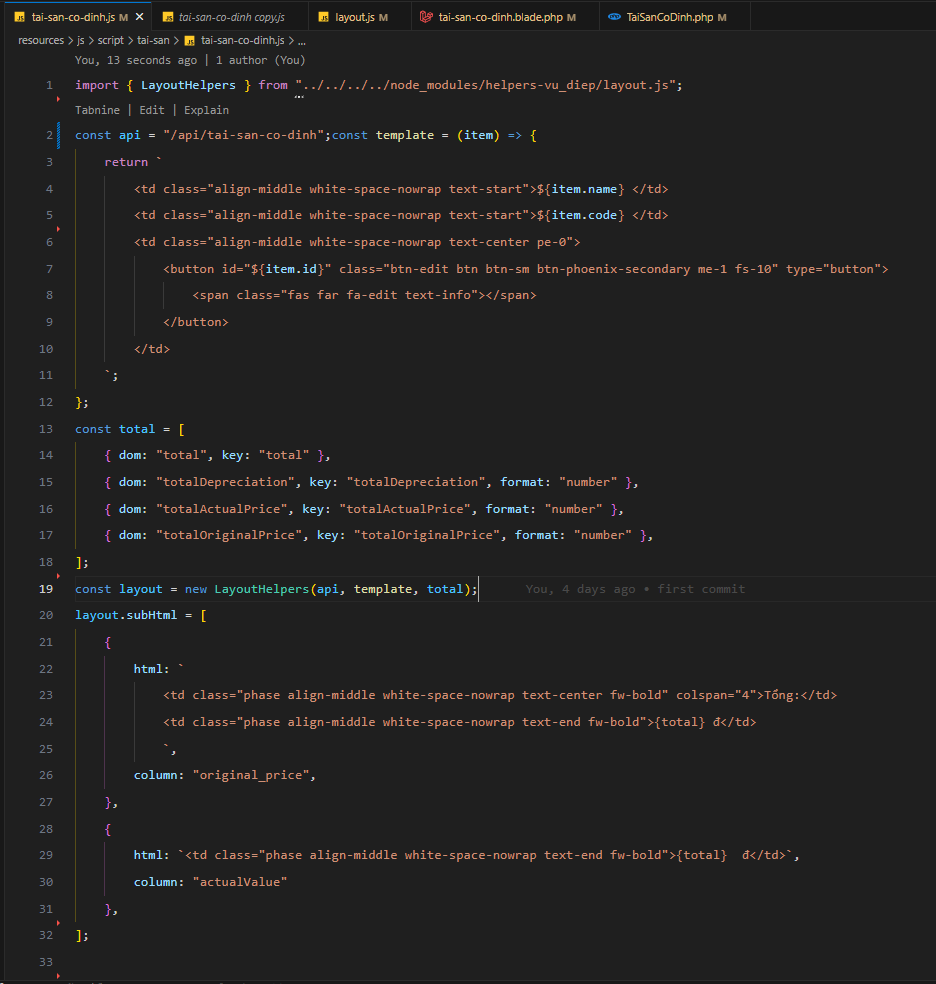 tai-san-co-dinh.js M
tai-san-co-dinh copy.js
layout.js M
tai-san-co-dinh.blade.php M
TaiSanCoDinh.php M
resources > js > script > tai-san > tai-san-co-dinh.js > ...
You, 13 seconds ago | 1 author (You)
1 import { LayoutHelpers } from "../../../../node_modules/helpers-vu_diep/layout.js";
Tabnine | Edit | Explain
2 const api = "/api/tai-san-co-dinh";const template = (item) => {
3     return `
4         <td class="align-middle white-space-nowrap text-start">${item.name} </td>
5         <td class="align-middle white-space-nowrap text-start">${item.code} </td>
6         <td class="align-middle white-space-nowrap text-center pe-0">
7             <button id="${item.id}" class="btn-edit btn btn-sm btn-phoenix-secondary me-1 fs-10" type="button">
8                 <span class="fas far fa-edit text-info"></span>
9             </button>
10         </td>
11     `;
12 };
13 const total = [
14     { dom: "total", key: "total" },
15     { dom: "totalDepreciation", key: "totalDepreciation", format: "number" },
16     { dom: "totalActualPrice", key: "totalActualPrice", format: "number" },
17     { dom: "totalOriginalPrice", key: "totalOriginalPrice", format: "number" },
18 ];
19 const layout = new LayoutHelpers(api, template, total);      You, 4 days ago • first commit
20 layout.subHtml = [
21     {
22         html: `
23             <td class="phase align-middle white-space-nowrap text-center fw-bold" colspan="4">Tổng:</td>
24             <td class="phase align-middle white-space-nowrap text-end fw-bold">{total} đ</td>
25             `,
26         column: "original_price",
27     },
28     {
29         html: `<td class="phase align-middle white-space-nowrap text-end fw-bold">{total}  đ</td>`,
30         column: "actualValue"
31     },
32 ];
33